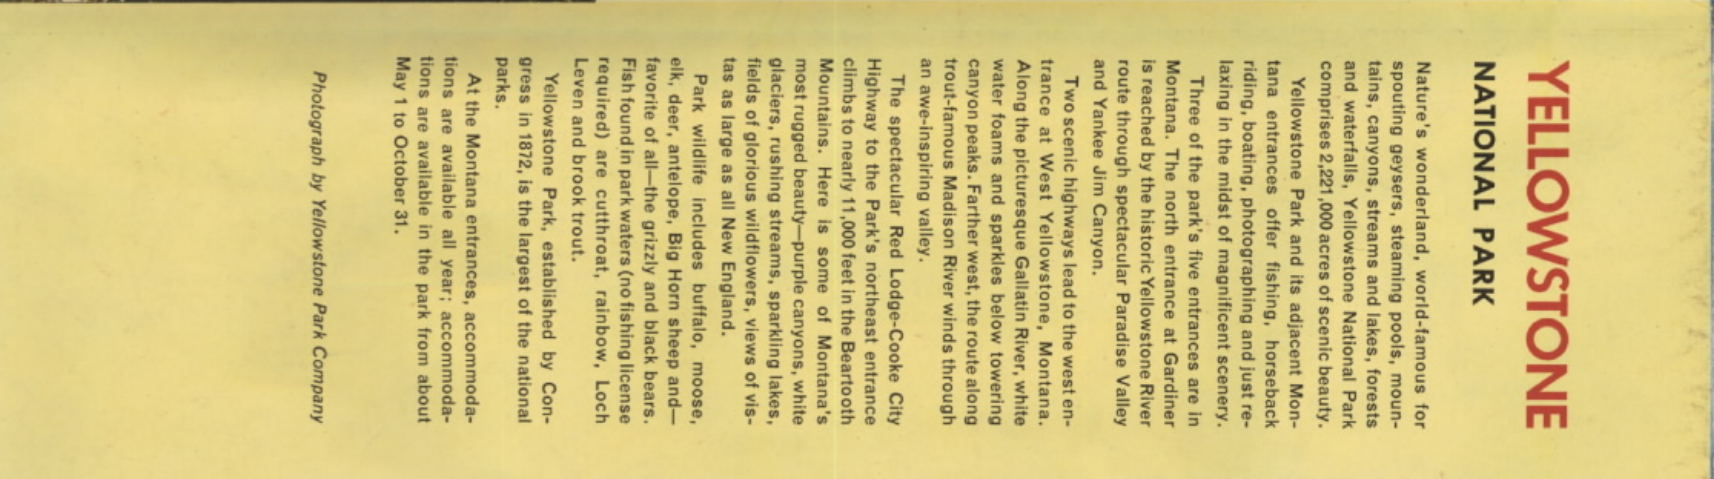 YELLOWSTONE
NATIONAL PARK
Nature's wonderland, world-famous for
spouting geysers, steaming pools, moun-
tains, canyons, streams and lakes, forests
and waterfalls, Yellowstone National Park
comprises 2,221,000 acres of scenic beauty.
Yellowstone Park and its adjacent Mon-
tana entrances offer fishing, horseback
riding, boating, photographing and just re-
laxing in the midst of magnificent scenery.
Three of the park's five entrances are in
Montana. The north entrance at Gardiner
is reached by the historic Yellowstone River
route through spectacular Paradise Valley
and Yankee Jim Canyon.
Two scenic highways lead to the west en-
trance at West Yellowstone, Montana.
Along the picturesque Gallatin River, white
water foams and sparkles below towering
canyon peaks. Farther west, the route along
trout-famous Madison River winds through
an awe-inspiring valley.
The spectacular Red Lodge-Cooke City
Highway to the Park's northeast entrance
climbs to nearly 11,000 feet in the Beartooth
Mountains. Here is some of Montana's
most rugged beauty—purple canyons, white
glaciers, rushing streams, sparkling lakes,
fields of glorious wildflowers, views of vis-
tas as large as all New England.
Park wildlife includes buffalo, moose,
elk, deer, antelope, Big Horn sheep and—
favorite of all—the grizzly and black bears.
Fish found in park waters (no fishing license
required) are cutthroat, rainbow, Loch
Leven and brook trout.
Yellowstone Park, established by Con-
gress in 1872, is the largest of the national
parks.
At the Montana entrances, accommoda-
tions are available all year; accommoda-
tions are available in the park from about
May 1 to October 31.
Photograph by Yellowstone Park Company